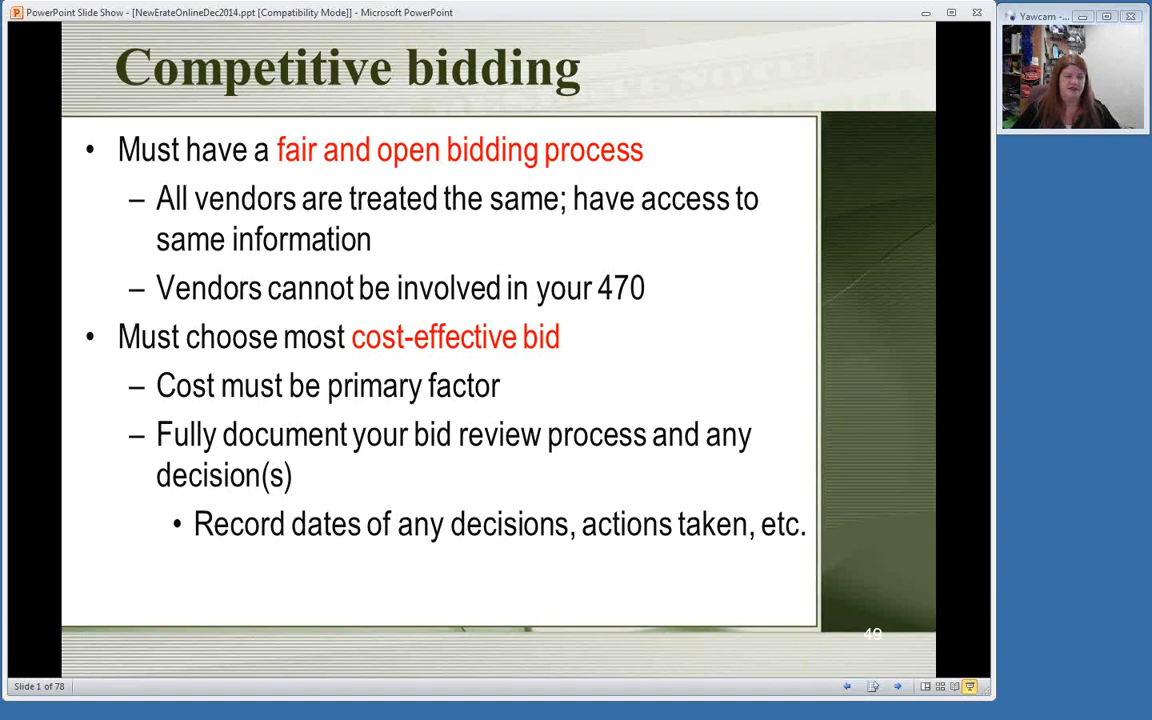 PowerPoint Slide Show - [NewErateOnlineDec2014.ppt [Compatibility Mode]] - Microsoft PowerPoint
Yawcam -...
Competitive bidding
• Must have a fair and open bidding process
– All vendors are treated the same; have access to
same information
– Vendors cannot be involved in your 470
• Must choose most cost-effective bid
– Cost must be primary factor
– Fully document your bid review process and any
decision(s)
• Record dates of any decisions, actions taken, etc.
49
Slide 1 of 78